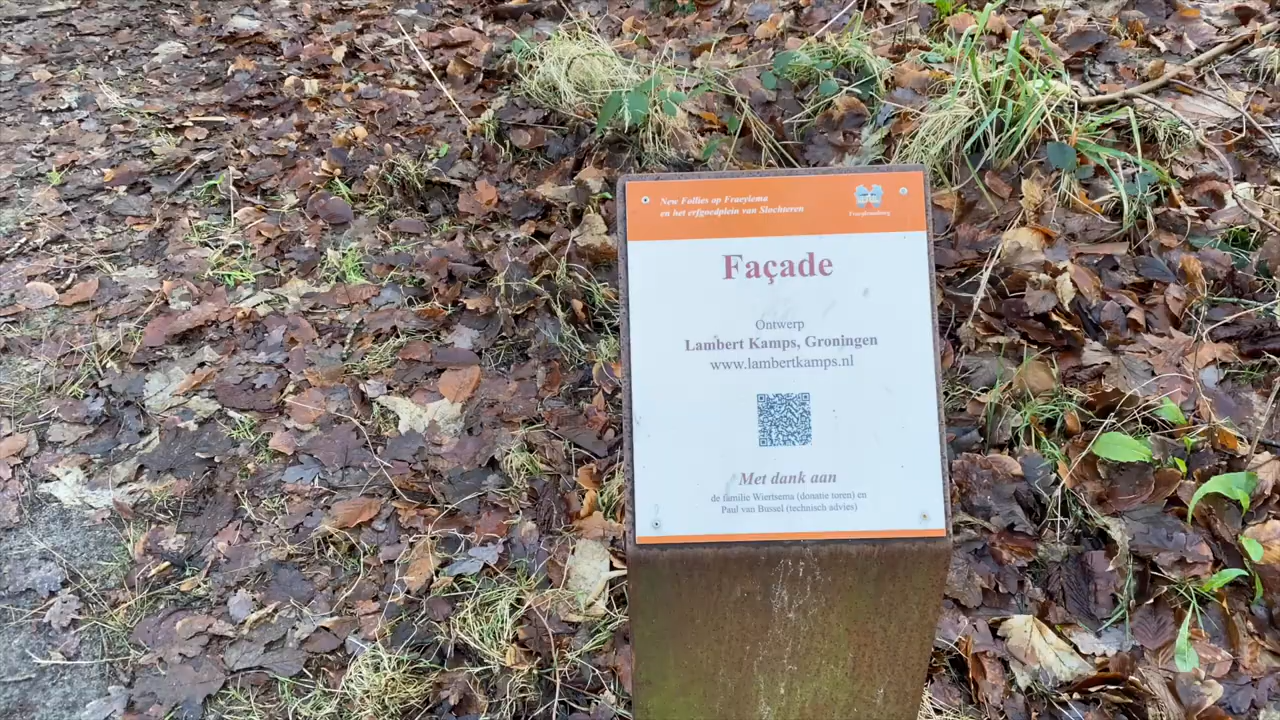 New Follies op Fraeylema
en het erfgoedplein van Slochteren
Fraeylemaborg
Façade
Ontwerp
Lambert Kamps, Groningen
www.lambertkamps.nl
Met dank aan
de familie Wiertsema (donatie toren) en
Paul van Bussel (technisch advies)